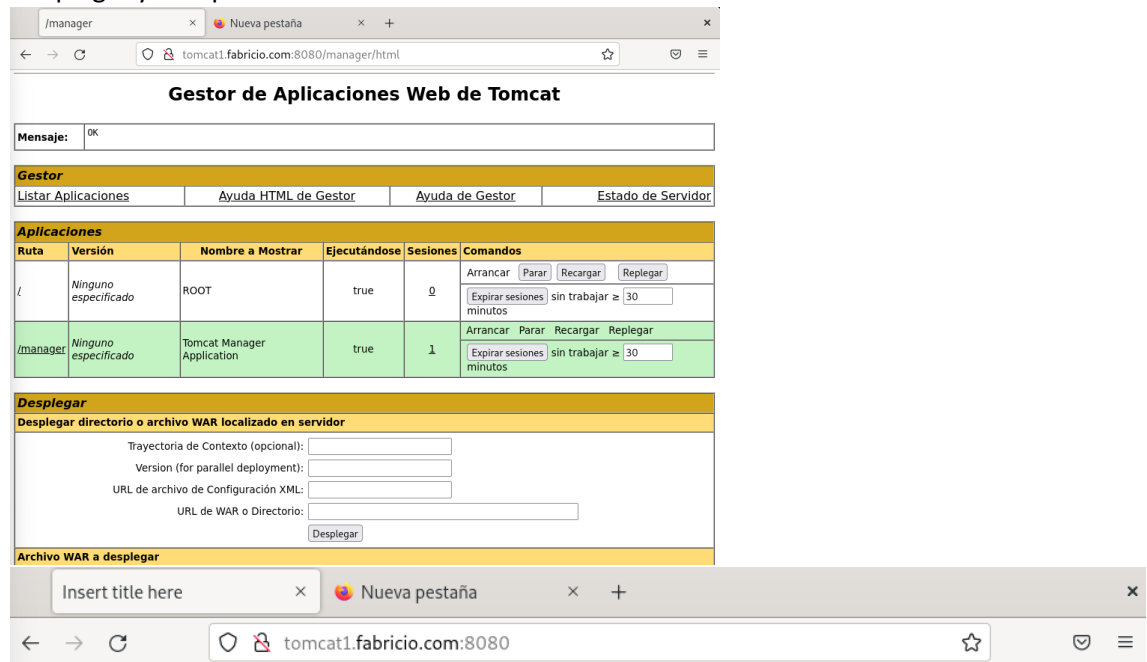 /manager × Nueva pestaña × + ×
tomcat1.fabricio.com:8080/manager/html
Gestor de Aplicaciones Web de Tomcat
Mensaje: OK
Gestor
Listar Aplicaciones Ayuda HTML de Gestor Ayuda de Gestor Estado de Servidor
Aplicaciones
Ruta Versión Nombre a Mostrar Ejecutándose Sesiones Comandos
/ Ninguno especificado ROOT true 0 Arrancar Parar Recargar Replegar
Expirar sesiones sin trabajar ≥ 30
minutos
/manager Ninguno especificado Tomcat Manager Application true 1 Arrancar Parar Recargar Replegar
Expirar sesiones sin trabajar ≥ 30
minutos
Desplegar
Desplegar directorio o archivo WAR localizado en servidor
Trayectoria de Contexto (opcional):
Version (for parallel deployment):
URL de archivo de Configuración XML:
URL de WAR o Directorio:
Desplegar
Archivo WAR a desplegar
Insert title here × Nueva pestaña × + ×
tomcat1.fabricio.com:8080